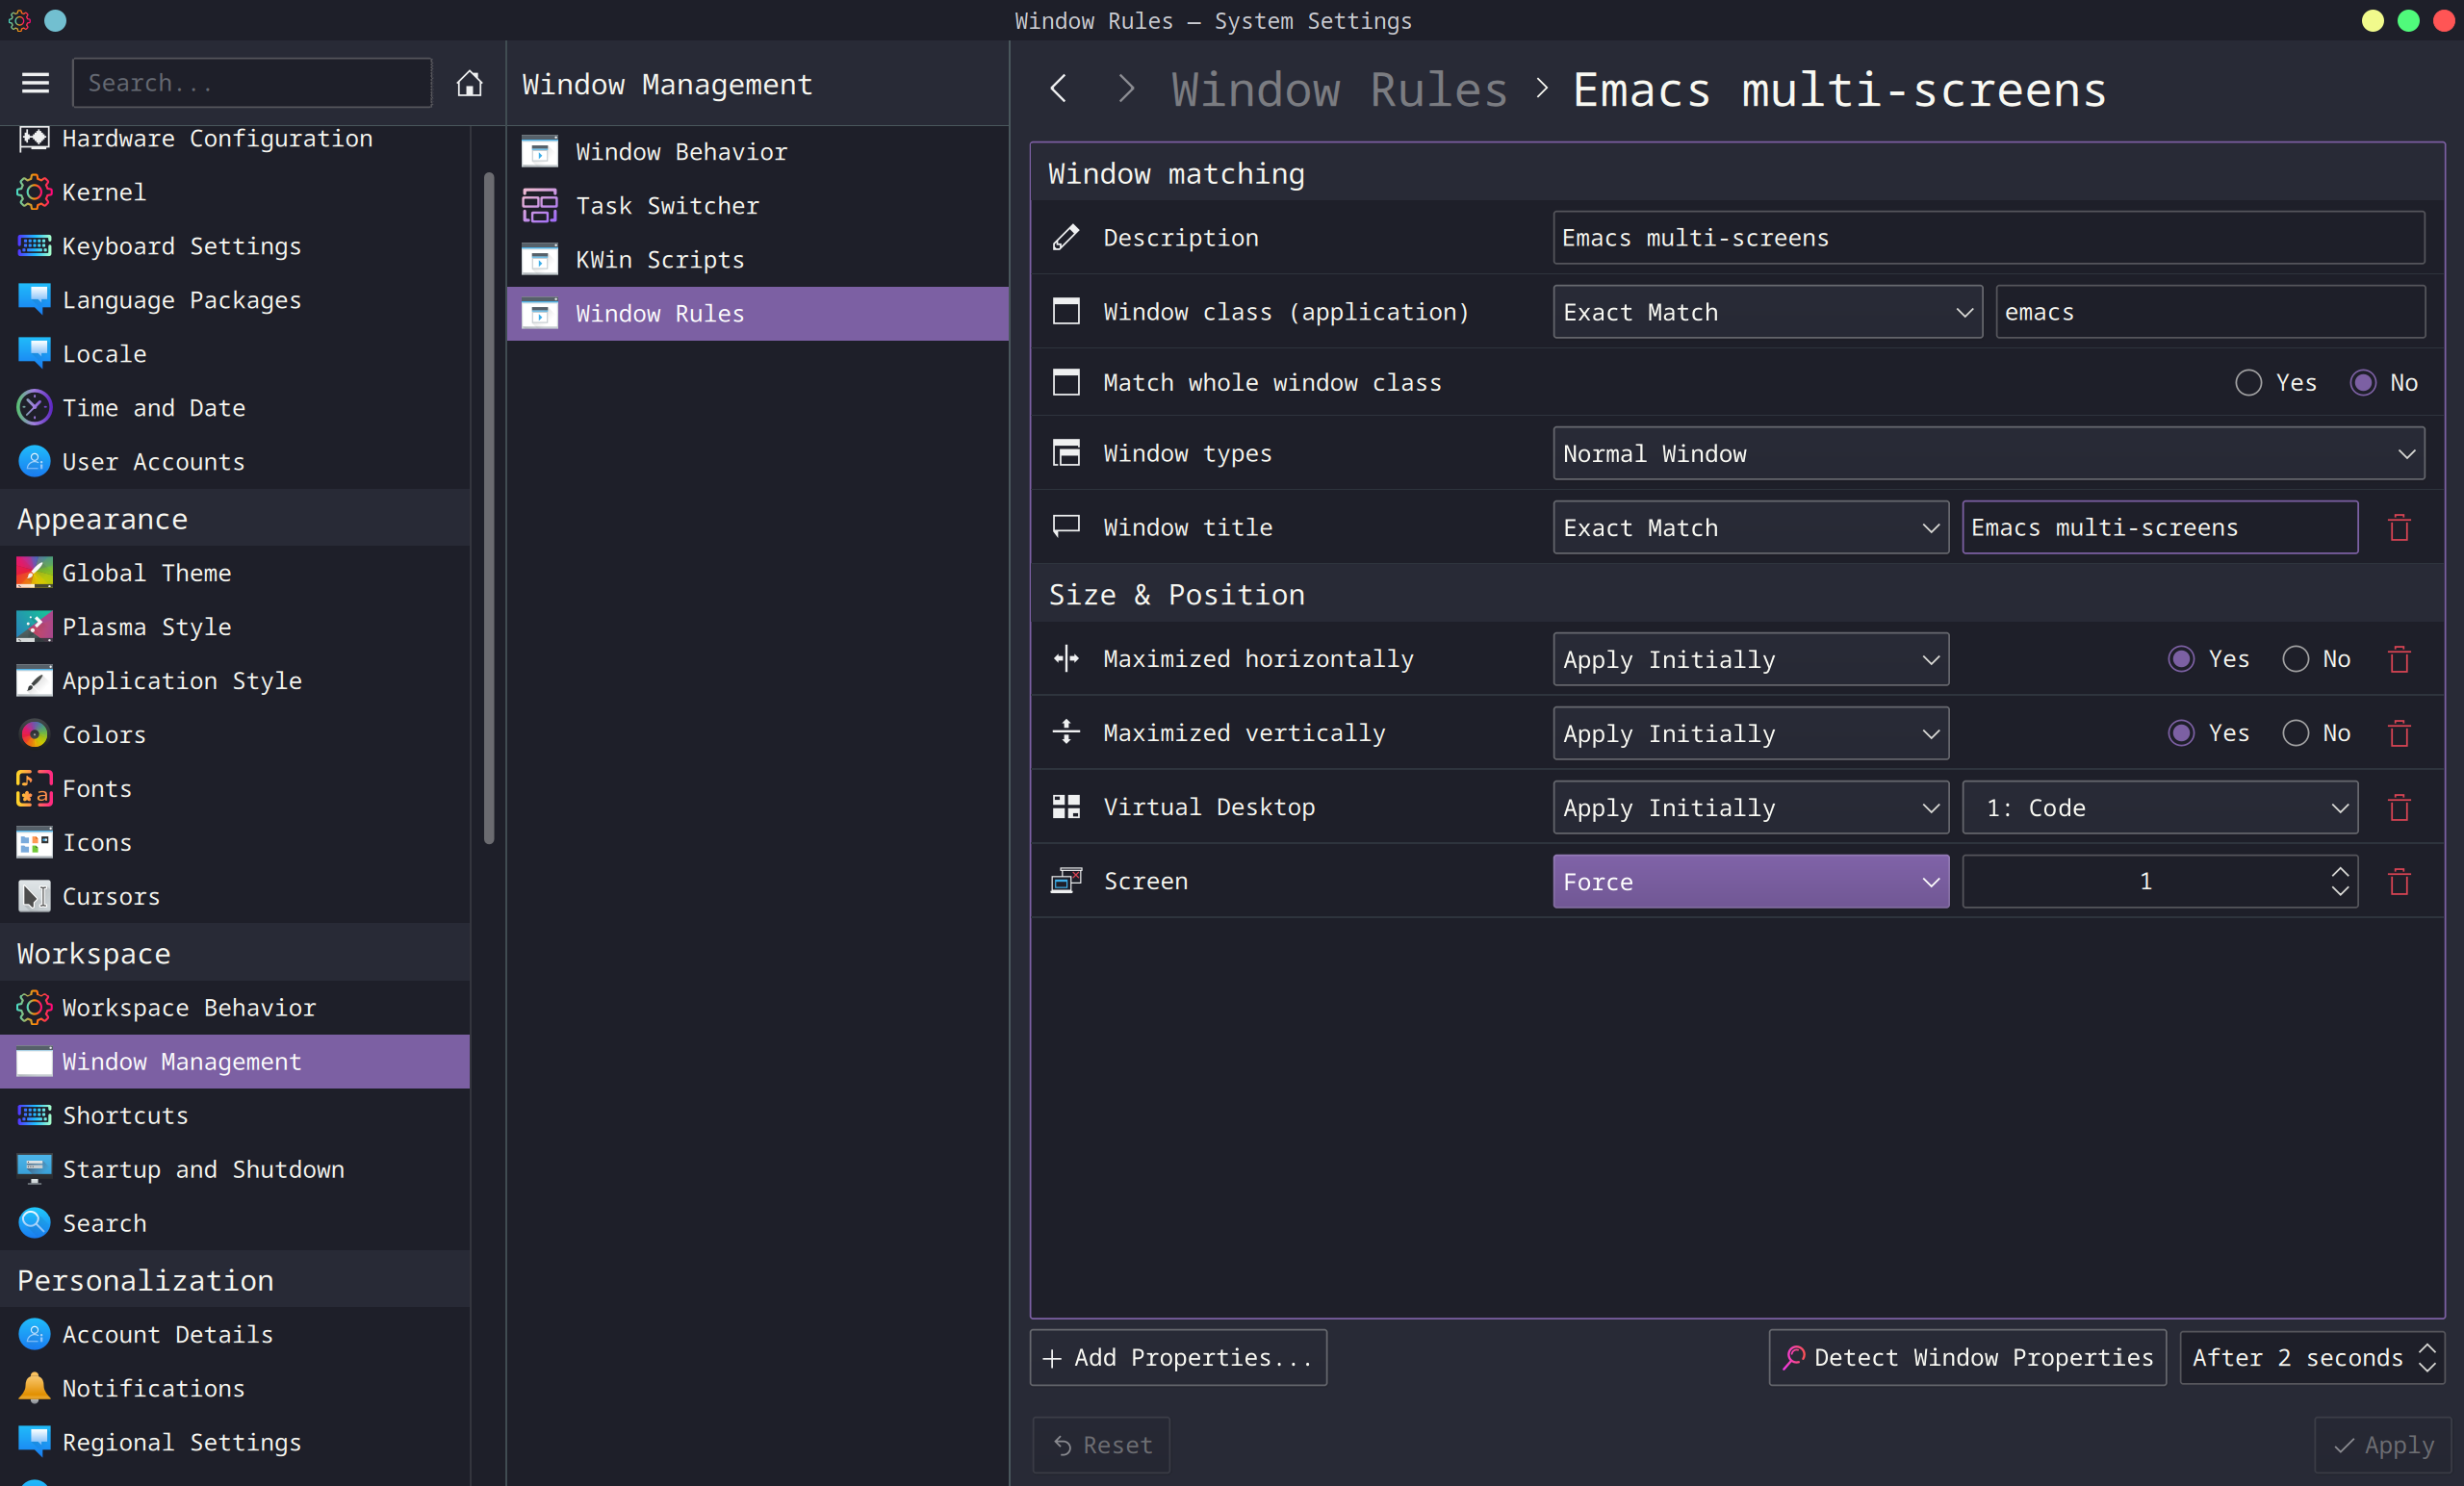 Window Rules — System Settings
Search...
Hardware Configuration
Kernel
Keyboard Settings
Language Packages
Locale
Time and Date
User Accounts
Appearance
Global Theme
Plasma Style
Application Style
Colors
Fonts
Icons
Cursors
Workspace
Workspace Behavior
Window Management
Shortcuts
Startup and Shutdown
Search
Personalization
Account Details
Notifications
Regional Settings
Window Management
Window Behavior
Task Switcher
KWin Scripts
Window Rules
Window Rules › Emacs multi-screens
Window matching
Description Emacs multi-screens
Window class (application) Exact Match emacs
Match whole window class Yes No
Window types Normal Window
Window title Exact Match Emacs multi-screens
Size & Position
Maximized horizontally Apply Initially Yes No
Maximized vertically Apply Initially Yes No
Virtual Desktop Apply Initially 1: Code
Screen Force 1
Add Properties... Detect Window Properties After 2 seconds
Reset Apply